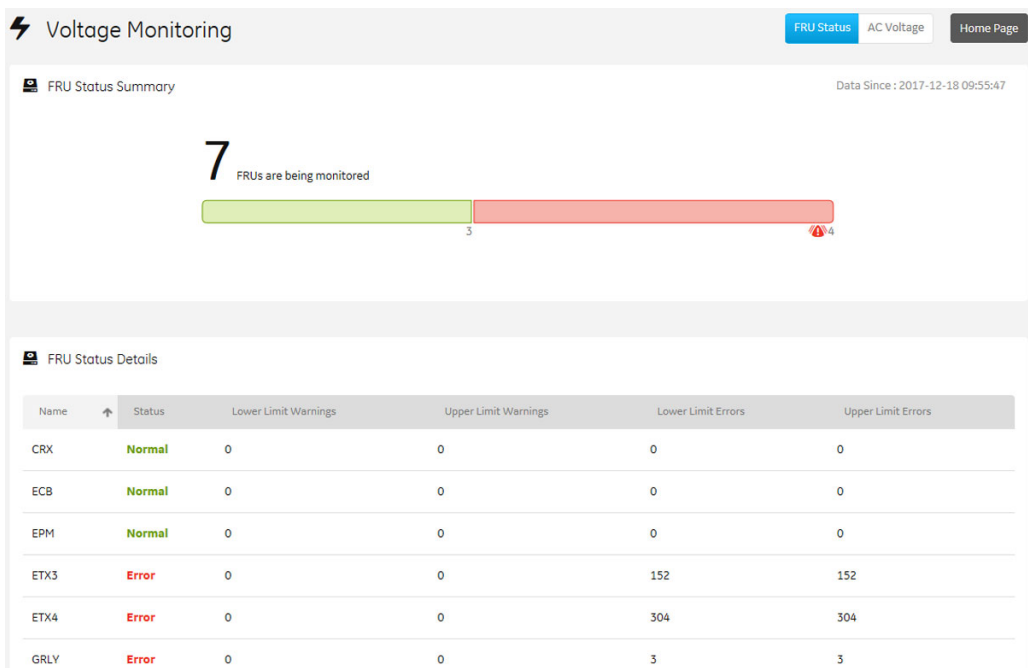 Voltage Monitoring
FRU Status AC Voltage Home Page
FRU Status Summary Data Since : 2017-12-18 09:55:47
7 FRUs are being monitored
3 4
FRU Status Details
Name Status Lower Limit Warnings Upper Limit Warnings Lower Limit Errors Upper Limit Errors
CRX Normal 0 0 0 0
ECB Normal 0 0 0 0
EPM Normal 0 0 0 0
ETX3 Error 0 0 152 152
ETX4 Error 0 0 304 304
GRLY Error 0 0 3 3